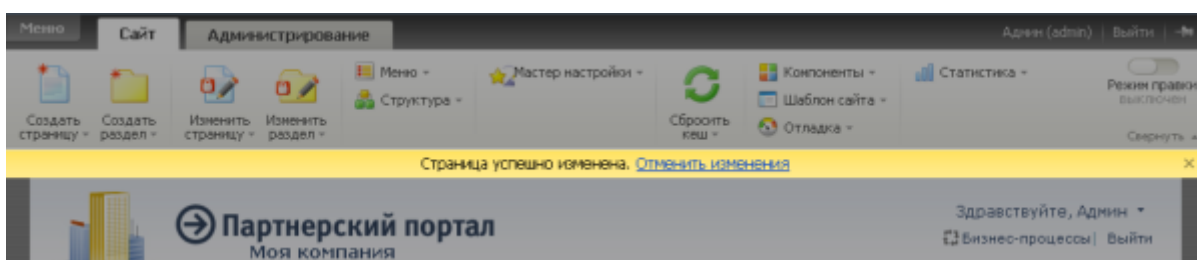 Меню Сайт Администрирование Админ (admin) | Выйти |
Создать страницу
Создать раздел
Изменить страницу
Изменить раздел
Меню
Структура
Мастер настройки
Сбросить кеш
Компоненты
Шаблон сайта
Отладка
Статистика
Режим правки
выключен
Свернуть
Страница успешно изменена. Отменить изменения
Партнерский портал
Моя компания
Здравствуйте, Админ
Бизнес-процессы | Выйти